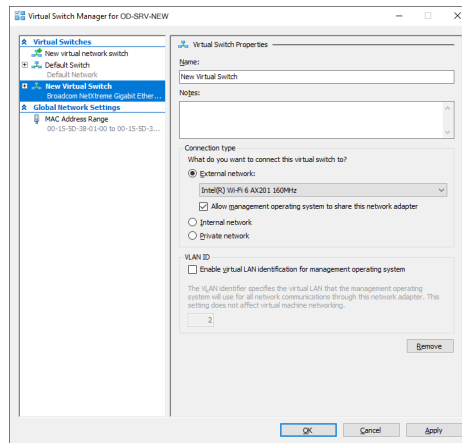 Virtual Switch Manager for OD-SRV-NEW
Virtual Switches
New virtual network switch
Default Switch
Default Network
New Virtual Switch
Broadcom NetXtreme Gigabit Ether...
Global Network Settings
MAC Address Range
00-15-5D-38-01-00 to 00-15-5D-3...
Virtual Switch Properties
Name:
New Virtual Switch
Notes:
Connection type
What do you want to connect this virtual switch to?
External network:
Intel(R) Wi-Fi 6 AX201 160MHz
Allow management operating system to share this network adapter
Internal network
Private network
VLAN ID
Enable virtual LAN identification for management operating system
The VLAN identifier specifies the virtual LAN that the management operating
system will use for all network communications through this network adapter. This
setting does not affect virtual machine networking.
2
Remove
OK
Cancel
Apply